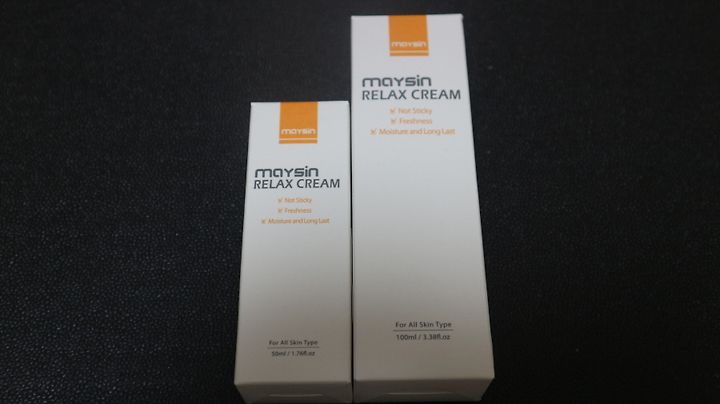 maysin
maysin
RELAX CREAM
Not Sticky
Freshness
Moisture and Long Last
For All Skin Type
50ml / 1.76fl.oz
maysin
maysin
RELAX CREAM
Not Sticky
Freshness
Moisture and Long Last
For All Skin Type
100ml / 3.38fl.oz